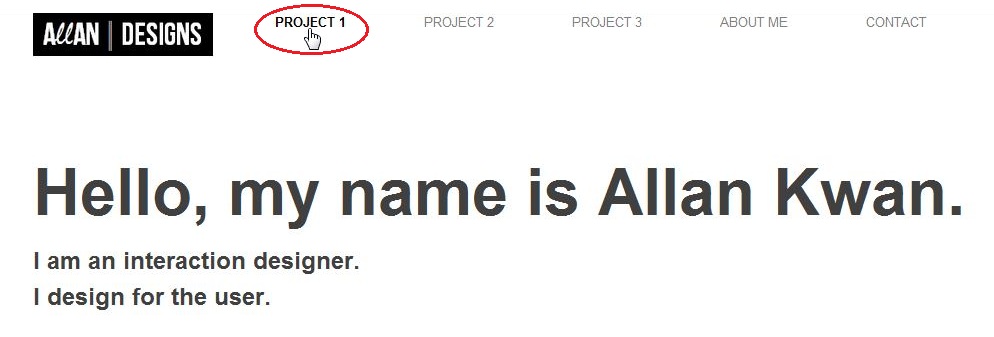 AllAN | DESIGNS
PROJECT 1
PROJECT 2
PROJECT 3
ABOUT ME
CONTACT
Hello, my name is Allan Kwan.
I am an interaction designer.
I design for the user.